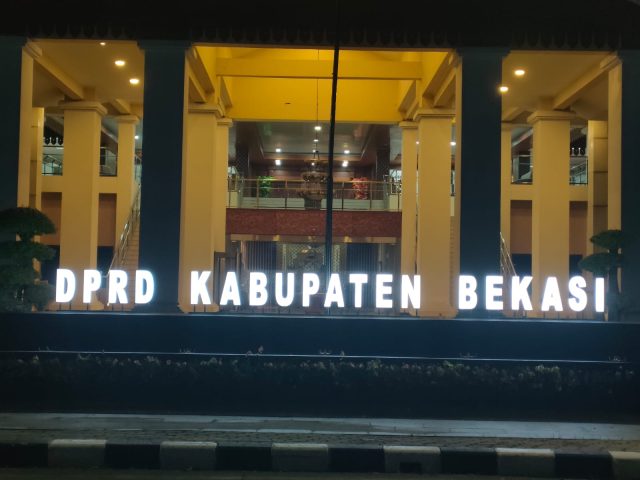 DPRD KABUPATEN BEKASI